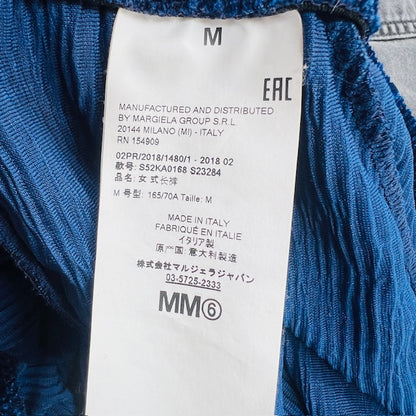 M
EAC
MANUFACTURED AND DISTRIBUTED
BY MARGIELA GROUP S.R.L
20144 MILANO (MI) - ITALY
RN 154909
02PR/2018/1480/1 - 2018 02
款号: S52KA0168 S23284
品名: 女式长裤
M 号型: 165/70A Taille: M
MADE IN ITALY
FABRIQUÉ EN ITALIE
イタリア製
原产国: 意大利制
株式会社マルジェラジャパン
03-5725-2333
MM⑥